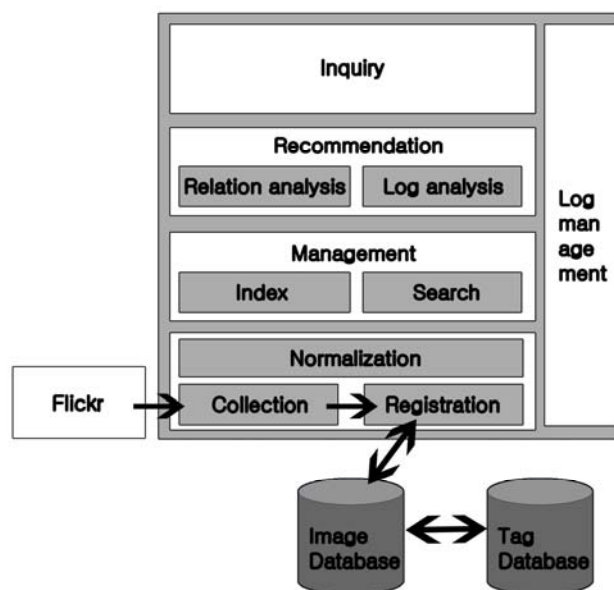 Inquiry
Recommendation
Relation analysis
Log analysis
Log
man
age
ment
Management
Index
Search
Normalization
Flickr
Collection
Registration
Image
Database
Tag
Database